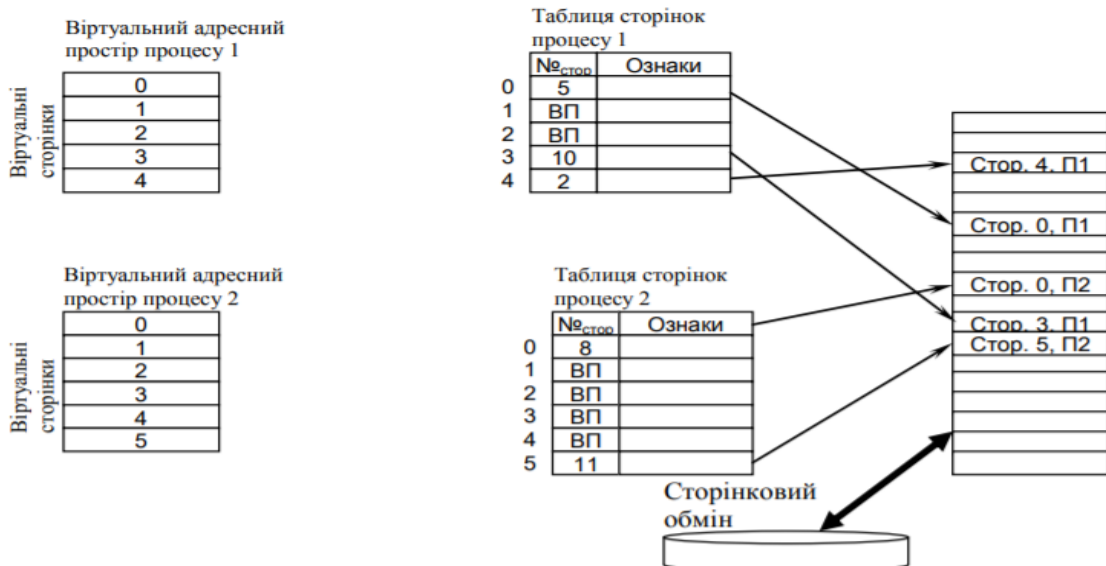 Віртуальний адресний
простір процесу 1
Віртуальні
сторінки
0
1
2
3
4
Таблиця сторінок
процесу 1
№стор Ознаки
0 5
1 ВП
2 ВП
3 10
4 2
Стор. 4, П1
Стор. 0, П1
Стор. 0, П2
Стор. 3, П1
Стор. 5, П2
Віртуальний адресний
простір процесу 2
Віртуальні
сторінки
0
1
2
3
4
5
Таблиця сторінок
процесу 2
№стор Ознаки
0 8
1 ВП
2 ВП
3 ВП
4 ВП
5 11
Сторінковий
обмін